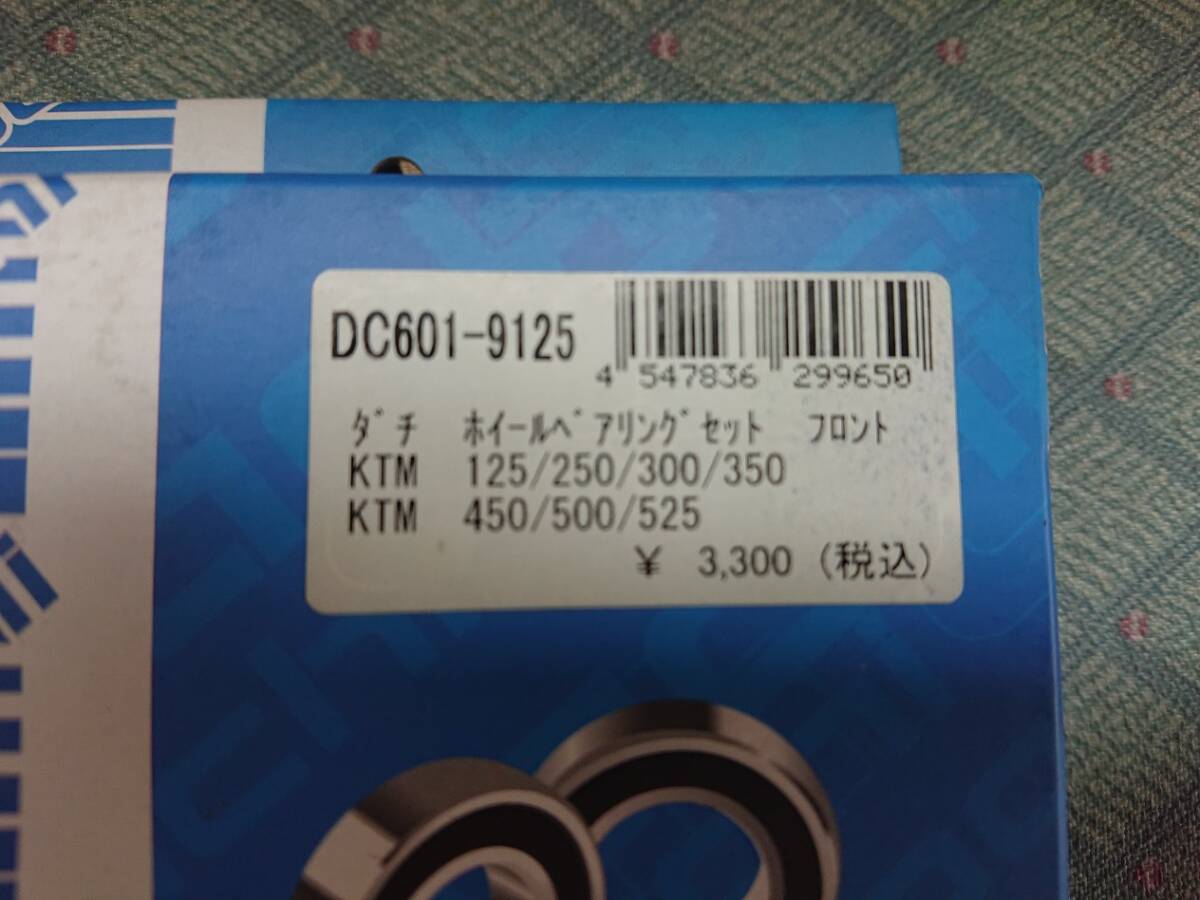 DC601-9125
4 547836 299650
ﾀﾞﾁ ﾎｲｰﾙﾍﾞｱﾘﾝｸﾞｾｯﾄ ﾌﾛﾝﾄ
KTM 125/250/300/350
KTM 450/500/525
¥ 3,300 (税込)